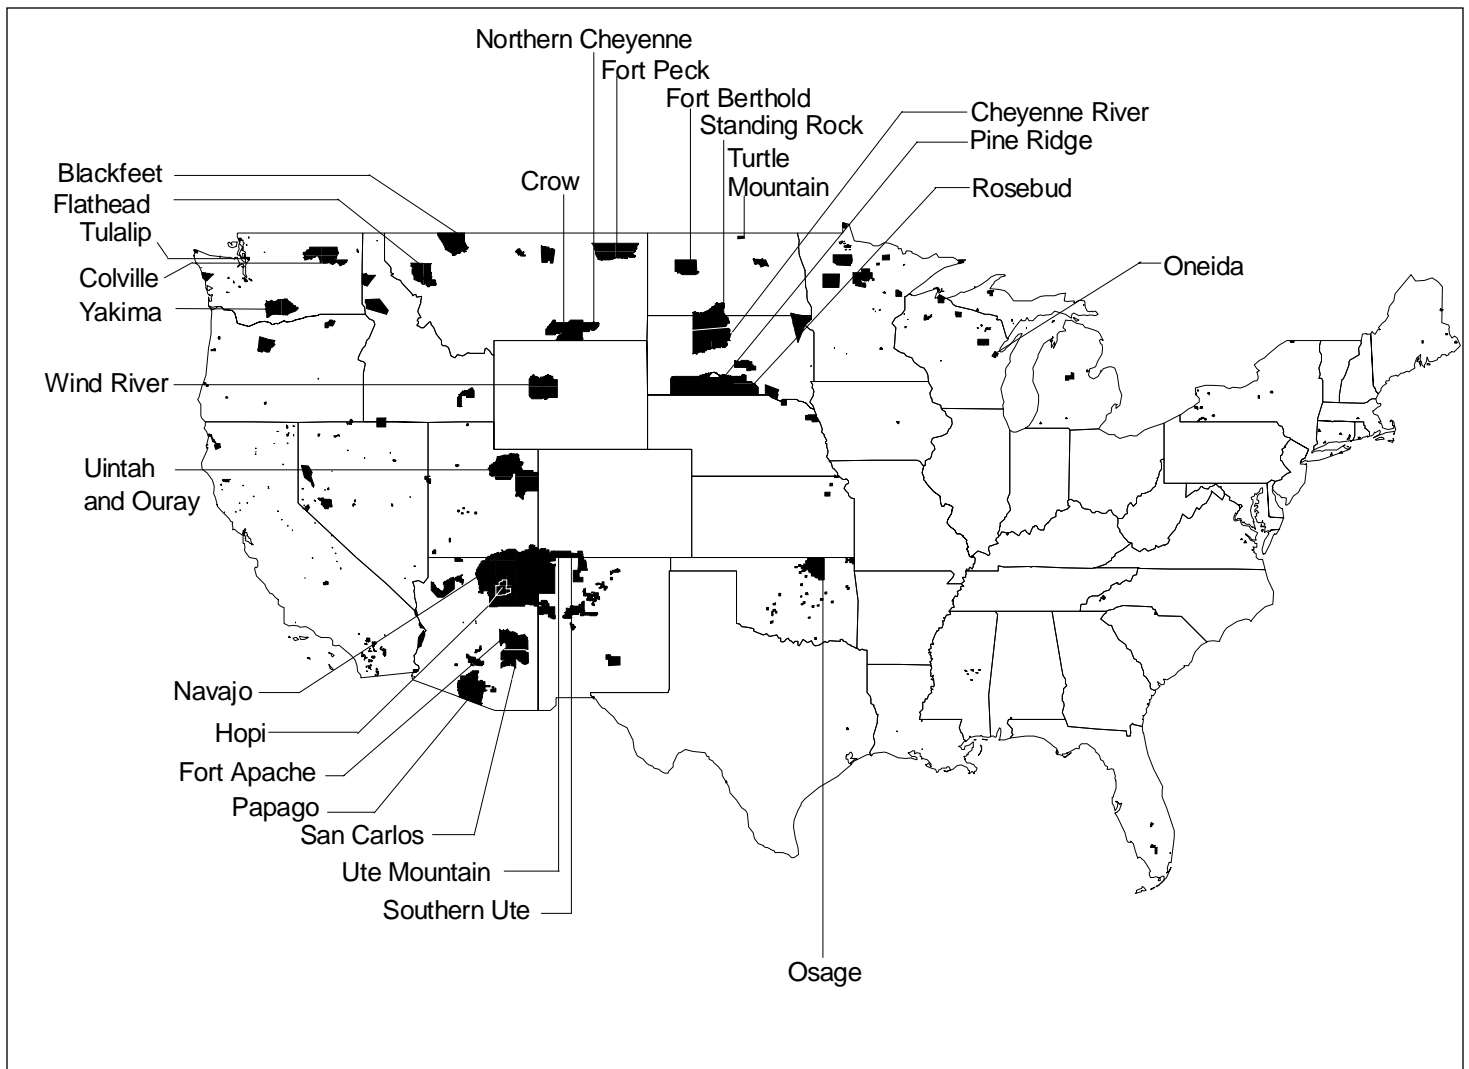 Northern Cheyenne
Fort Peck
Fort Berthold
Standing Rock
Turtle
Mountain
Cheyenne River
Pine Ridge
Rosebud
Blackfeet
Crow
Flathead
Tulalip
Colville
Yakima
Oneida
Wind River
Uintah
and Ouray
Navajo
Hopi
Fort Apache
Papago
San Carlos
Ute Mountain
Southern Ute
Osage